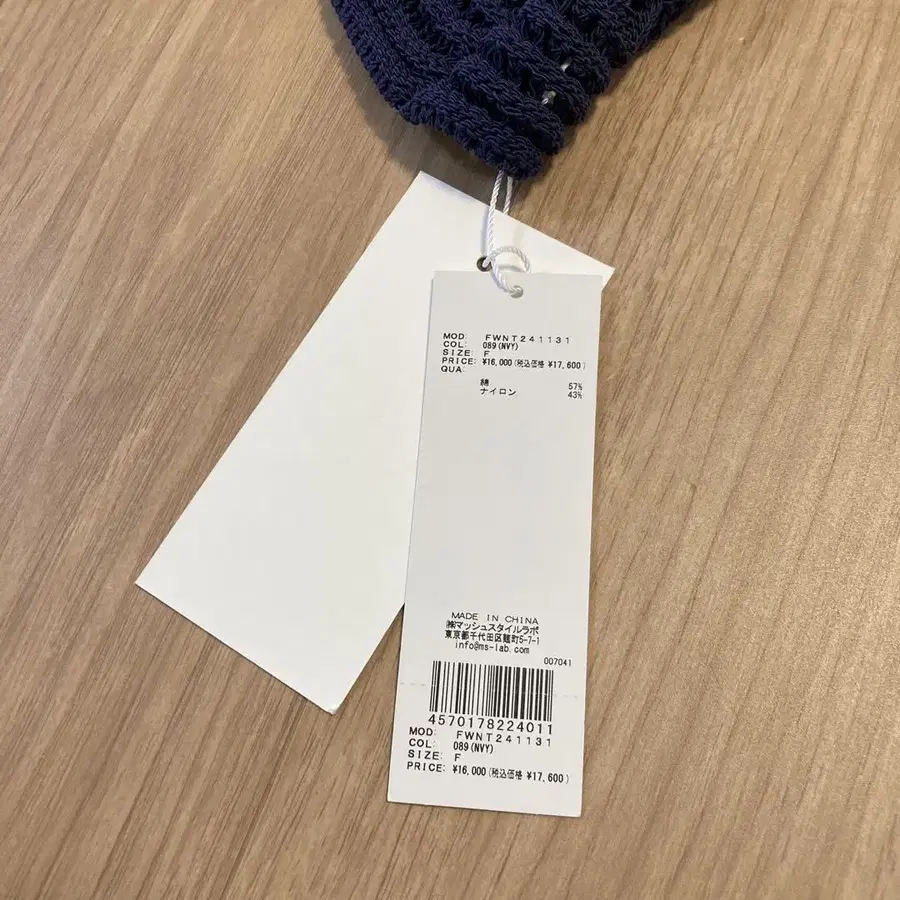 MOD: FWNT241131
COL: 089(NVY)
SIZE: F
PRICE: ¥16,000(税込価格 ¥17,600)
QUA:
綿 57%
ナイロン 43%
MADE IN CHINA
㈱マッシュスタイルラボ
東京都千代田区麹町5-7-1
info@ms-lab.com
007041
4570178224011
MOD: FWNT241131
COL: 089(NVY)
SIZE: F
PRICE: ¥16,000(税込価格 ¥17,600)